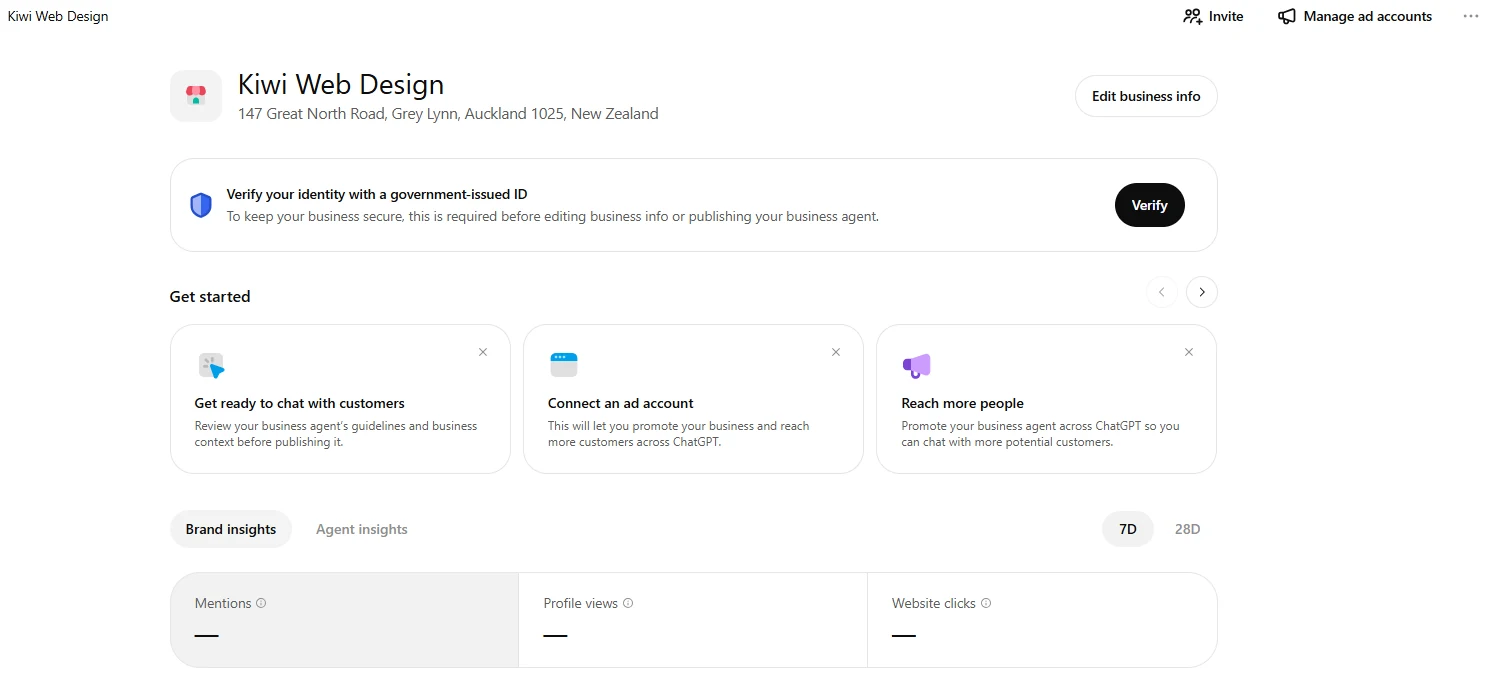 Kiwi Web Design
Invite
Manage ad accounts
Kiwi Web Design
147 Great North Road, Grey Lynn, Auckland 1025, New Zealand
Edit business info
Verify your identity with a government-issued ID
To keep your business secure, this is required before editing business info or publishing your business agent.
Verify
Get started
Get ready to chat with customers
Review your business agent's guidelines and business
context before publishing it.
Connect an ad account
This will let you promote your business and reach
more customers across ChatGPT.
Reach more people
Promote your business agent across ChatGPT so you
can chat with more potential customers.
Brand insights
Agent insights
7D
28D
Mentions
—
Profile views
—
Website clicks
—